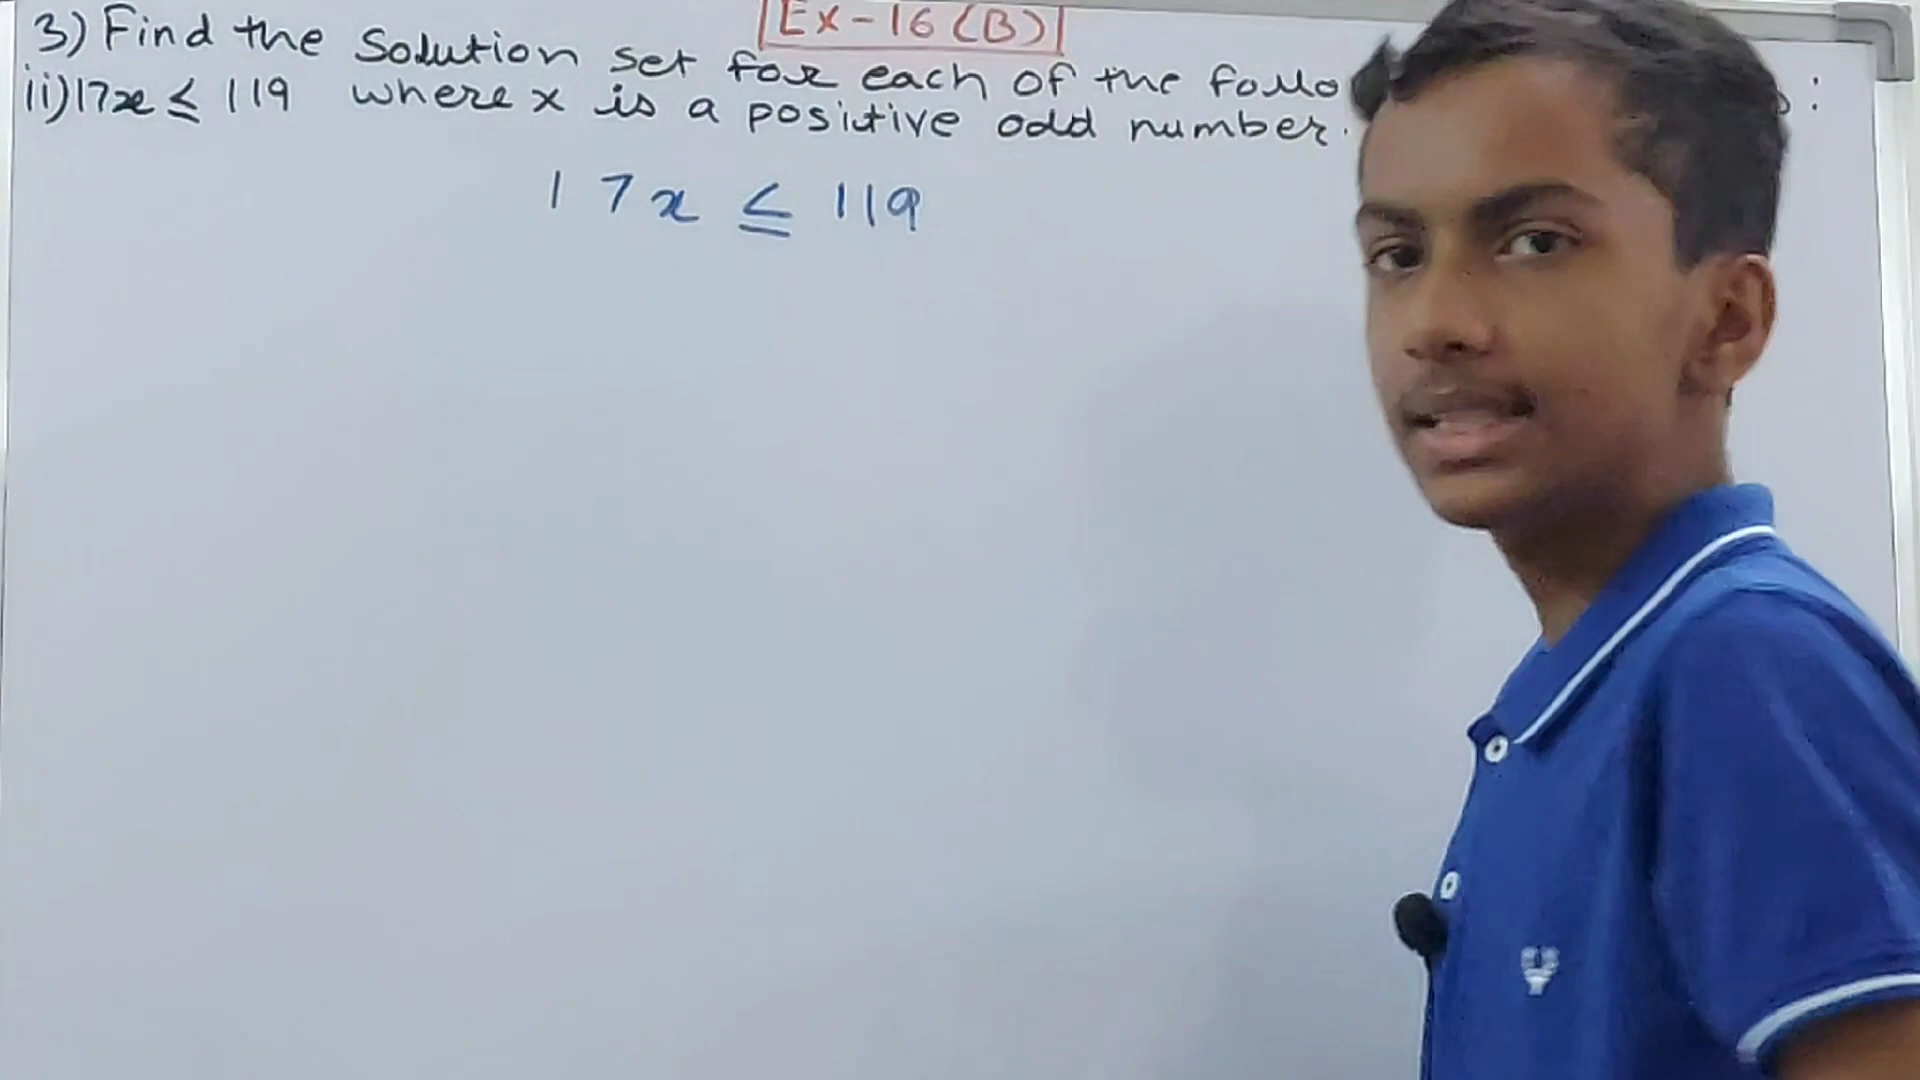 Ex-16(B)
3) Find the Solution set for each of the follo :
ii) 17x ≤ 119 where x is a positive odd number.
17x ≤ 119